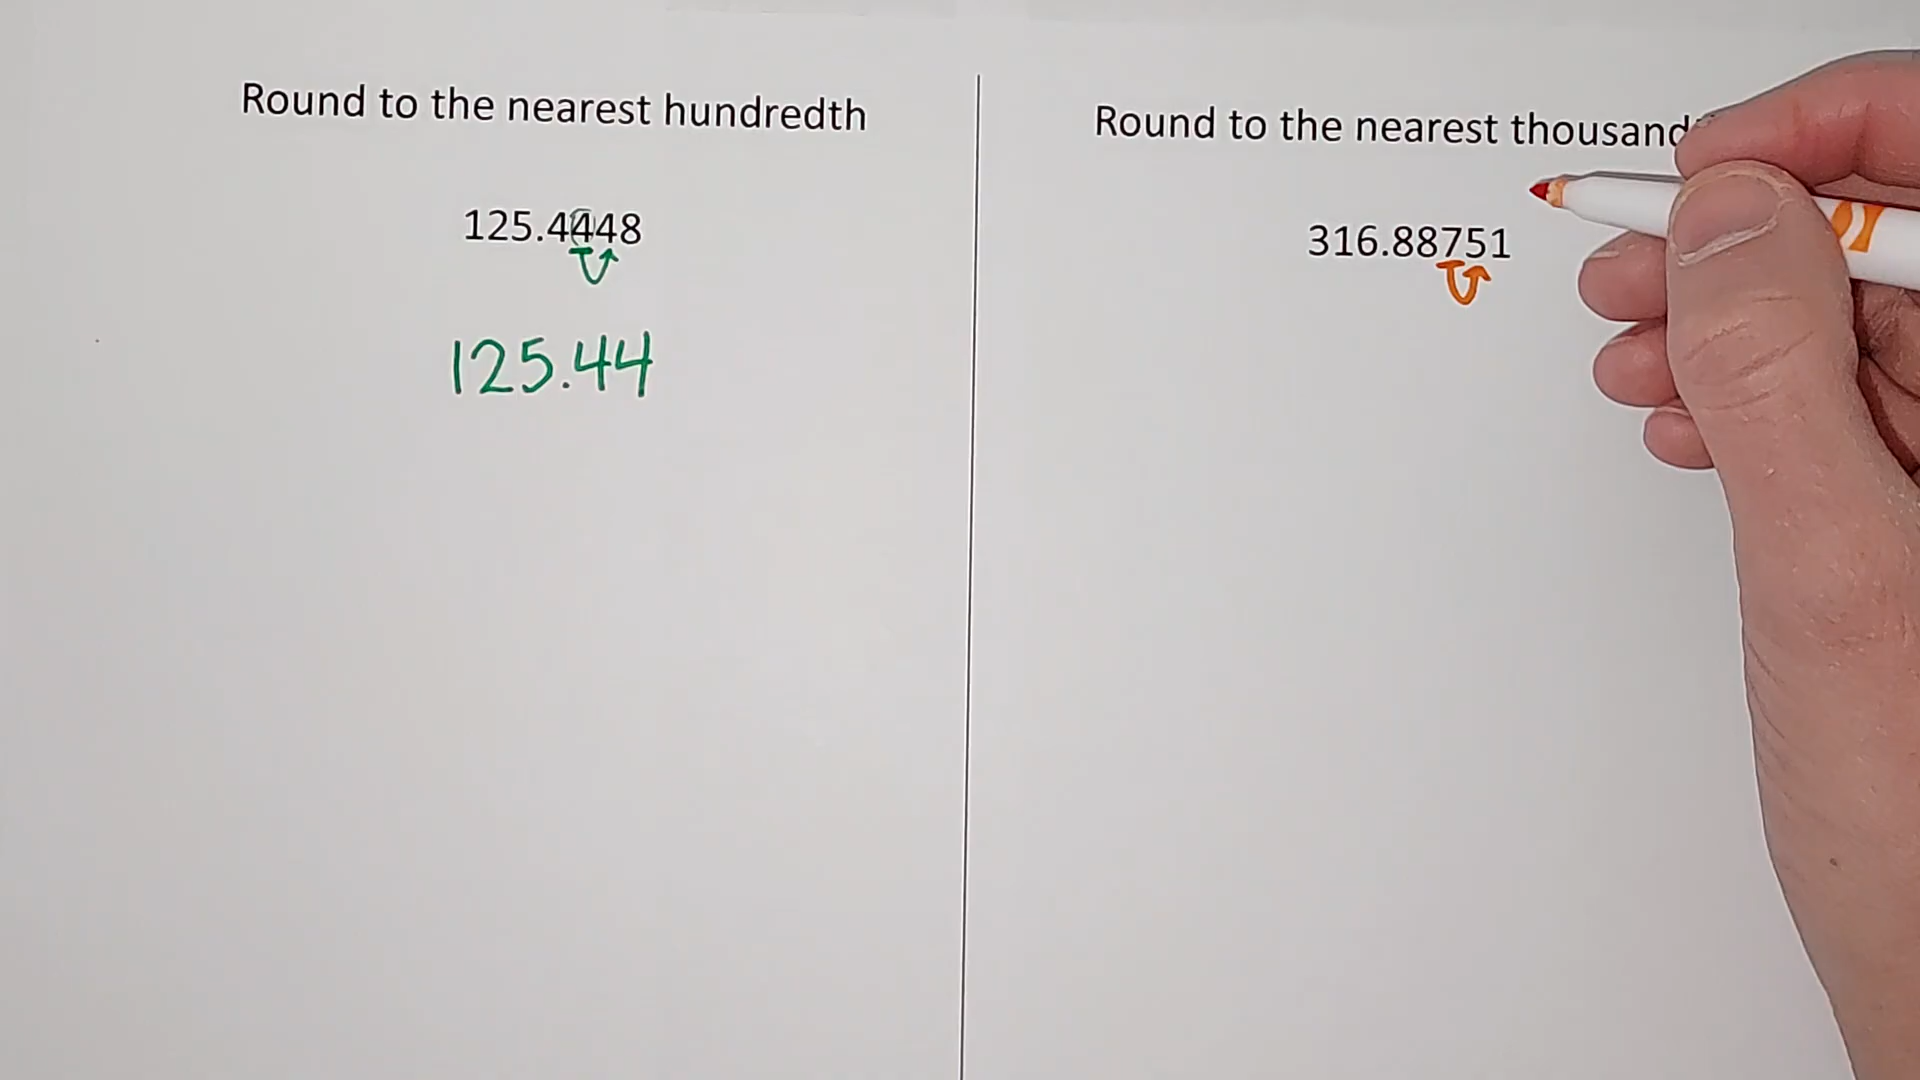 Round to the nearest hundredth
125.4448
125.44
Round to the nearest thousand
316.88751